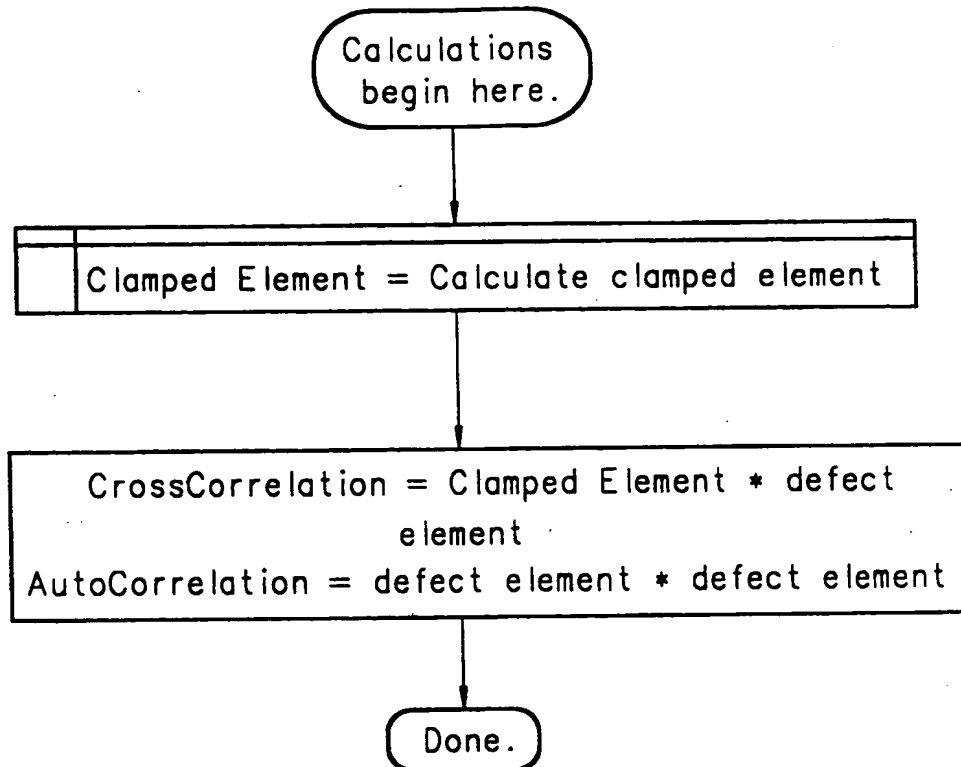 Calculations
begin here.
Clamped Element = Calculate clamped element
CrossCorrelation = Clamped Element * defect
element
AutoCorrelation = defect element * defect element
Done.